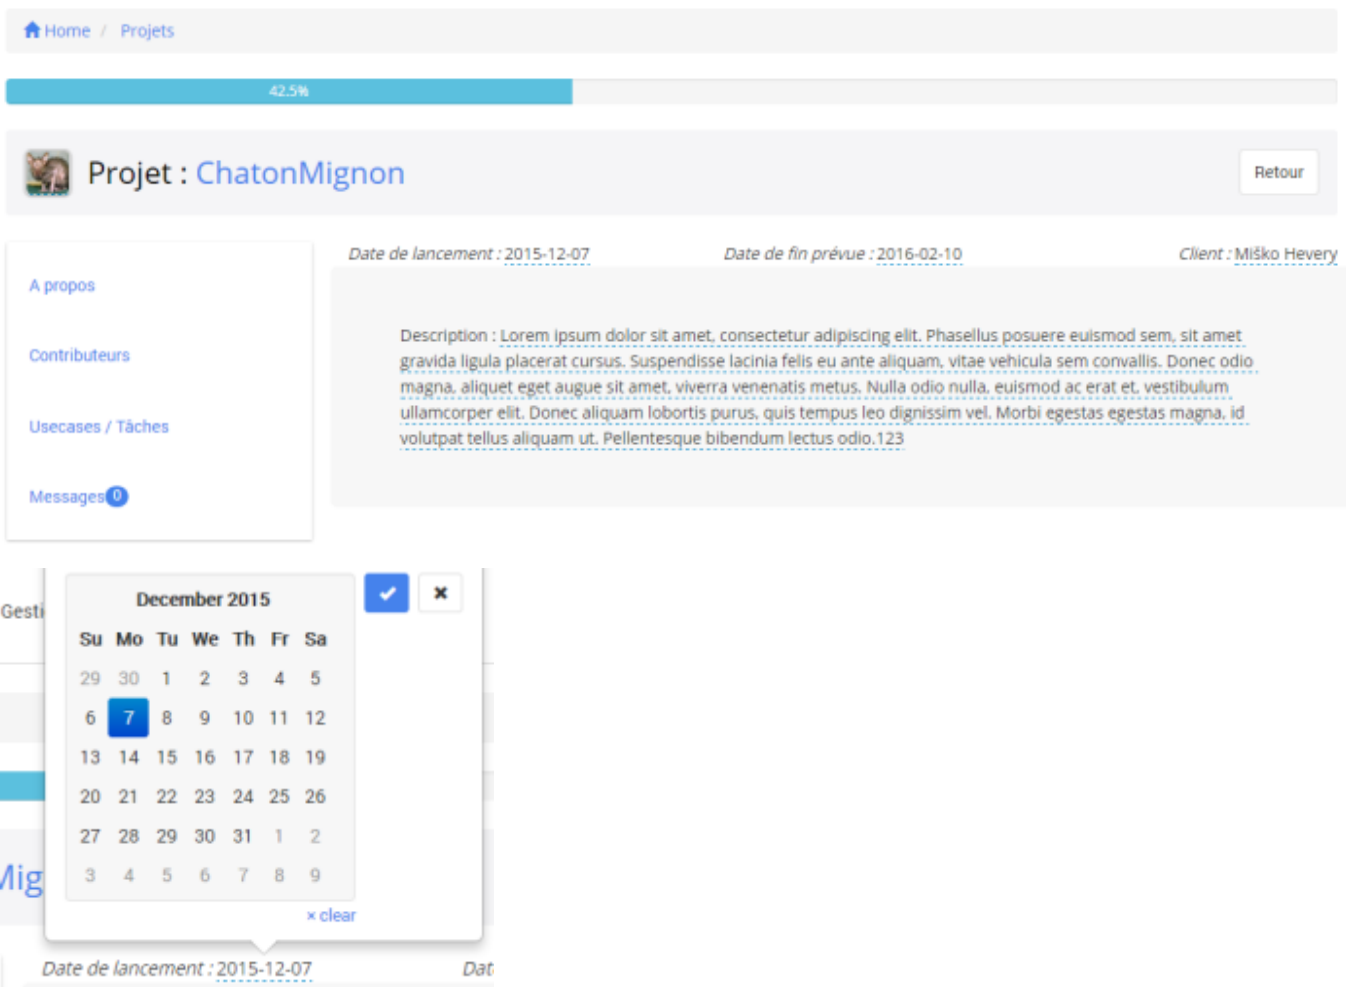 Home / Projets
42.5%
Projet : ChatonMignon
Retour
A propos
Contributeurs
Usecases / Tâches
Messages 0
Date de lancement : 2015-12-07 Date de fin prévue : 2016-02-10 Client : Miško Hevery
Description : Lorem ipsum dolor sit amet, consectetur adipiscing elit. Phasellus posuere euismod sem, sit amet
gravida ligula placerat cursus. Suspendisse lacinia felis eu ante aliquam, vitae vehicula sem convallis. Donec odio
magna, aliquet eget augue sit amet, viverra venenatis metus. Nulla odio nulla, euismod ac erat et, vestibulum
ullamcorper elit. Donec aliquam lobortis purus, quis tempus leo dignissim vel. Morbi egestas egestas magna, id
volutpat tellus aliquam ut. Pellentesque bibendum lectus odio.123
Gesti
December 2015
Su Mo Tu We Th Fr Sa
29 30 1 2 3 4 5
6 7 8 9 10 11 12
13 14 15 16 17 18 19
20 21 22 23 24 25 26
27 28 29 30 31 1 2
3 4 5 6 7 8 9
Mig
× clear
Date de lancement : 2015-12-07 Dat